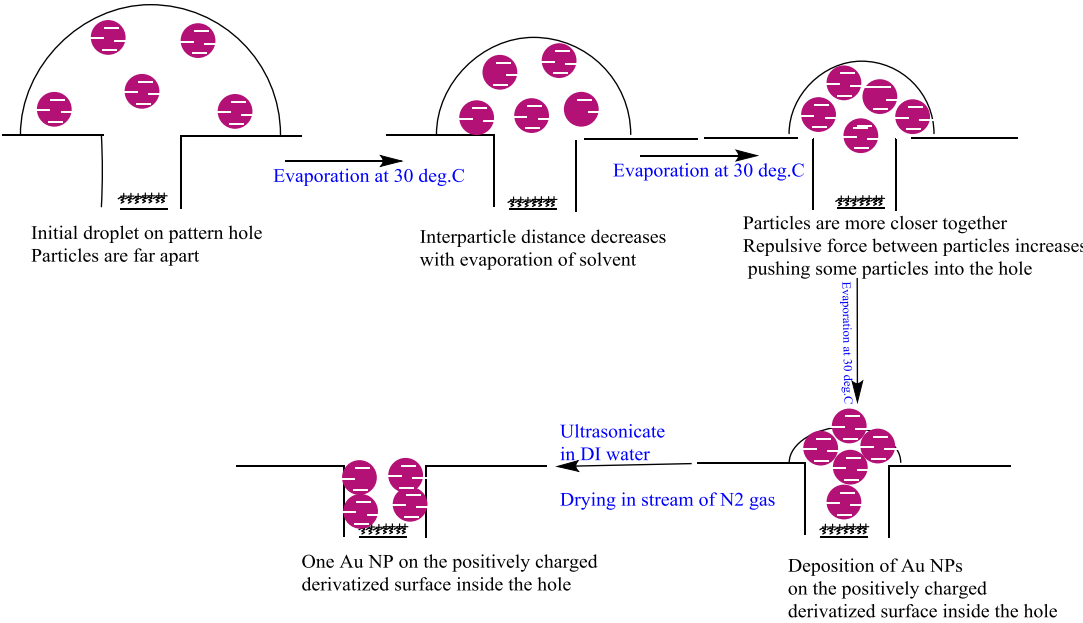 Evaporation at 30 deg.C
Evaporation at 30 deg.C
Initial droplet on pattern hole
Particles are far apart
Interparticle distance decreases
with evaporation of solvent
Particles are more closer together
Repulsive force between particles increases
pushing some particles into the hole
Evaporation at 30 deg.C
Ultrasonicate
in DI water
Drying in stream of N2 gas
One Au NP on the positively charged
derivatized surface inside the hole
Deposition of Au NPs
on the positively charged
derivatized surface inside the hole